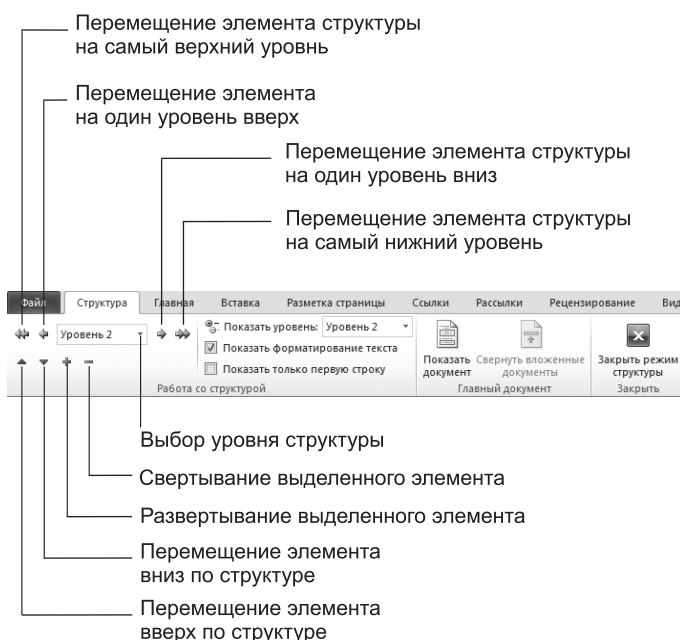 Перемещение элемента структуры
на самый верхний уровнь
Перемещение элемента
на один уровень вверх
Перемещение элемента структуры
на один уровень вниз
Перемещение элемента структуры
на самый нижний уровень
Файл Структура Главная Вставка Разметка страницы Ссылки Рассылки Рецензирование Вид
Уровень 2
Показать уровень: Уровень 2
Показать форматирование текста
Показать только первую строку
Работа со структурой
Показать
документ
Свернуть вложенные
документы
Главный документ
Закрыть режим
структуры
Закрыть
Выбор уровня структуры
Свертывание выделенного элемента
Развертывание выделенного элемента
Перемещение элемента
вниз по структуре
Перемещение элемента
вверх по структуре